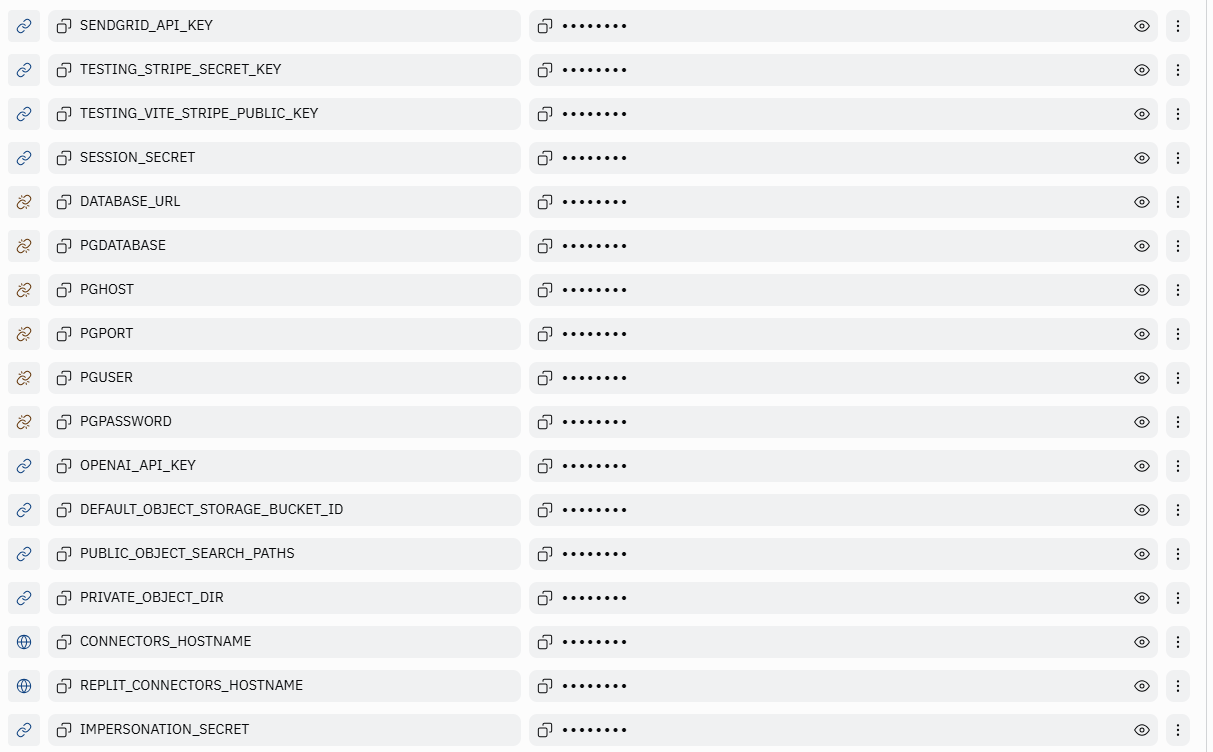 SENDGRID_API_KEY ••••••••
TESTING_STRIPE_SECRET_KEY ••••••••
TESTING_VITE_STRIPE_PUBLIC_KEY ••••••••
SESSION_SECRET ••••••••
DATABASE_URL ••••••••
PGDATABASE ••••••••
PGHOST ••••••••
PGPORT ••••••••
PGUSER ••••••••
PGPASSWORD ••••••••
OPENAI_API_KEY ••••••••
DEFAULT_OBJECT_STORAGE_BUCKET_ID ••••••••
PUBLIC_OBJECT_SEARCH_PATHS ••••••••
PRIVATE_OBJECT_DIR ••••••••
CONNECTORS_HOSTNAME ••••••••
REPLIT_CONNECTORS_HOSTNAME ••••••••
IMPERSONATION_SECRET ••••••••